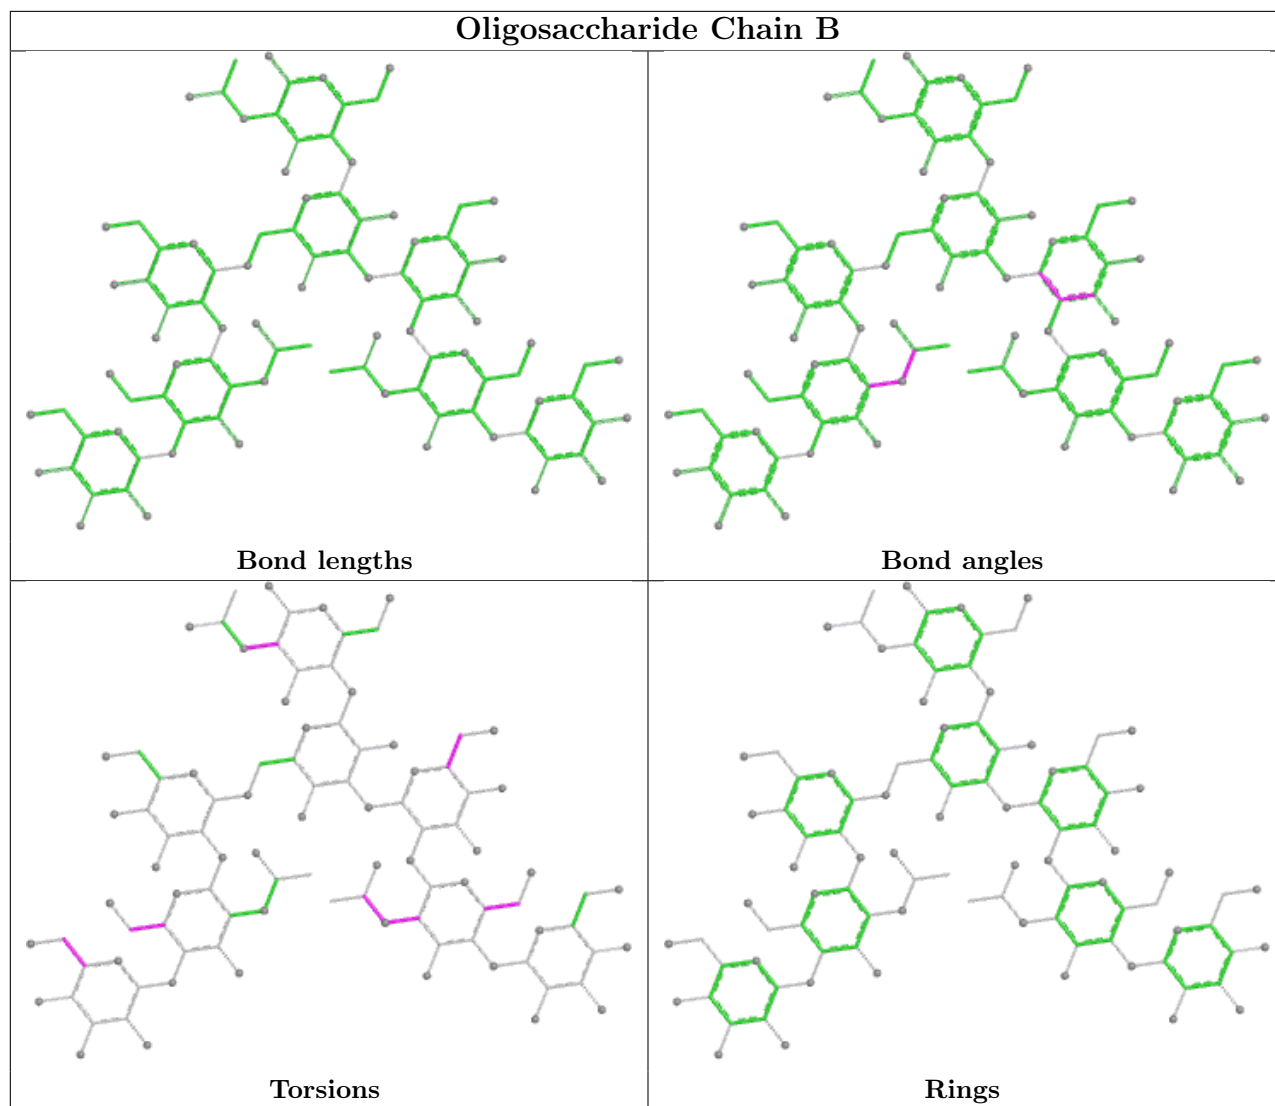 Oligosaccharide Chain B
Bond lengths
Bond angles
Torsions
Rings